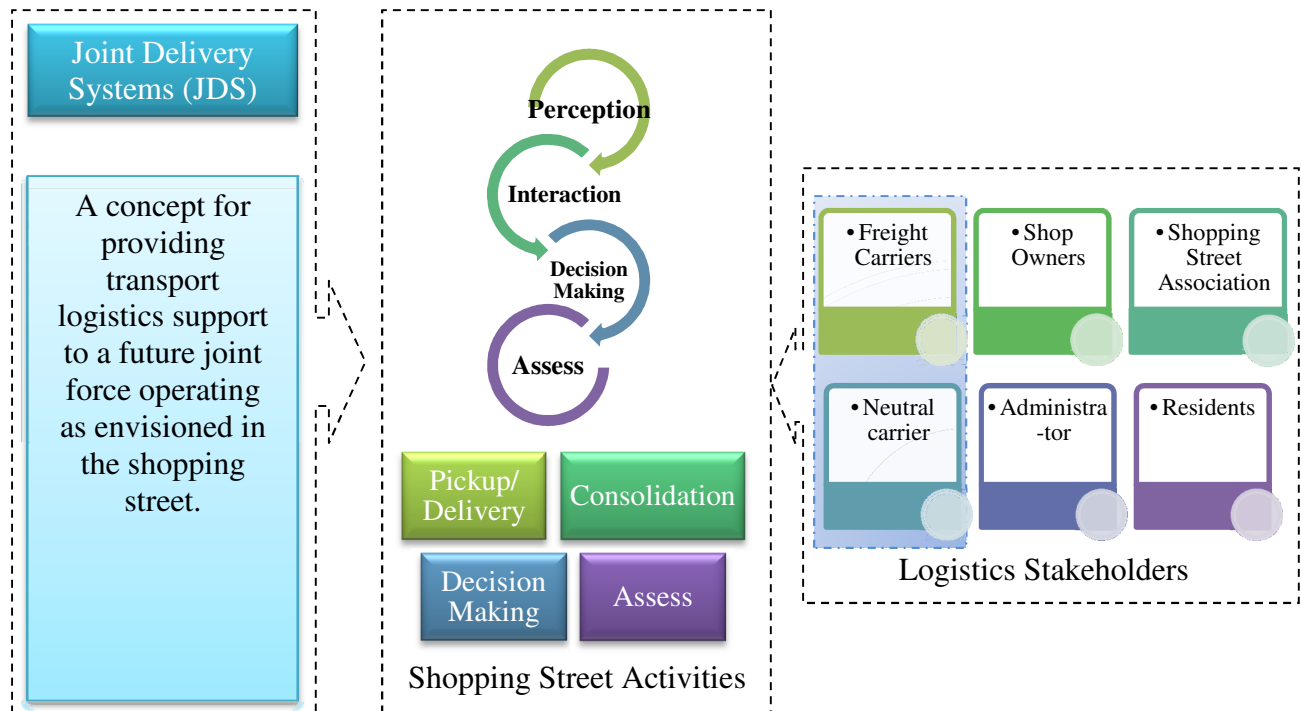 Joint Delivery
Systems (JDS)
A concept for
providing
transport
logistics support
to a future joint
force operating
as envisioned in
the shopping
street.
Perception
Interaction
Decision
Making
Assess
Pickup/
Delivery
Consolidation
Decision
Making
Assess
Shopping Street Activities
• Freight
Carriers
• Shop
Owners
• Shopping
Street
Association
• Neutral
carrier
• Administra
-tor
• Residents
Logistics Stakeholders